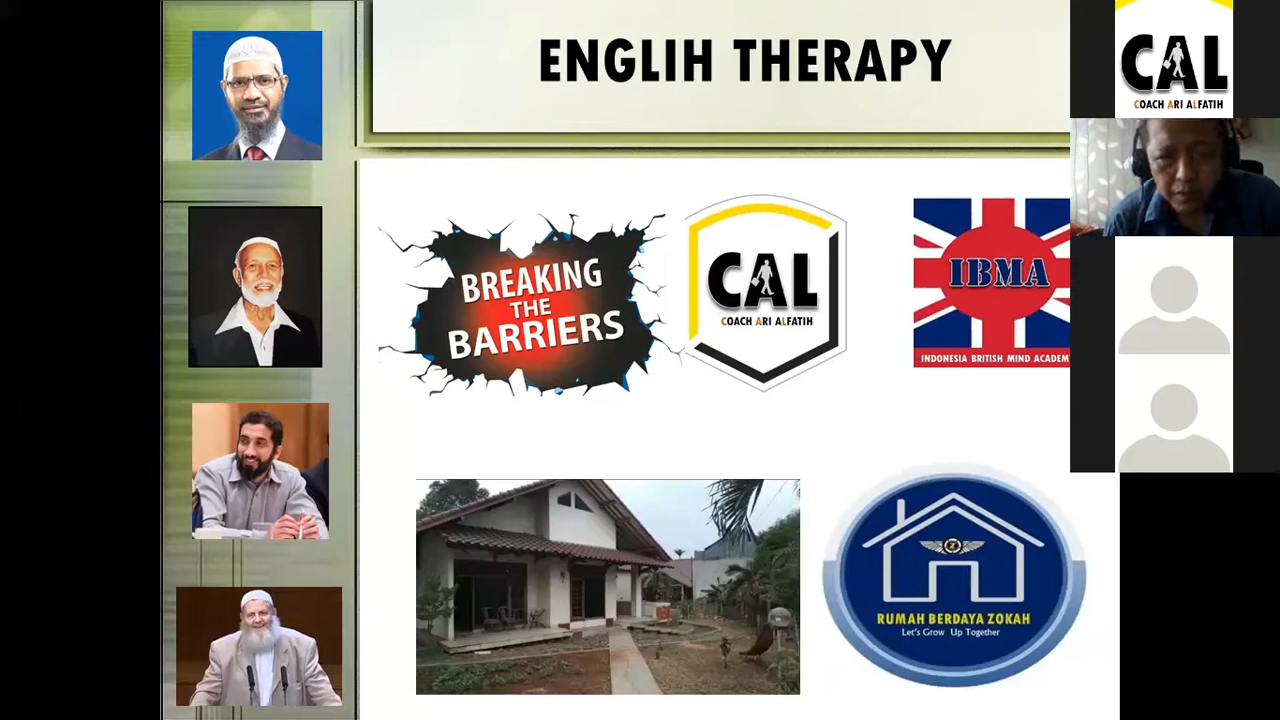 ENGLIH THERAPY
CAL
COACH ARI ALFATIH
BREAKING
THE
BARRIERS
CAL
COACH ARI ALFATIH
IBMA
INDONESIA BRITISH MIND ACADEM
RUMAH BERDAYA ZOKAH
Let's Grow Up Together